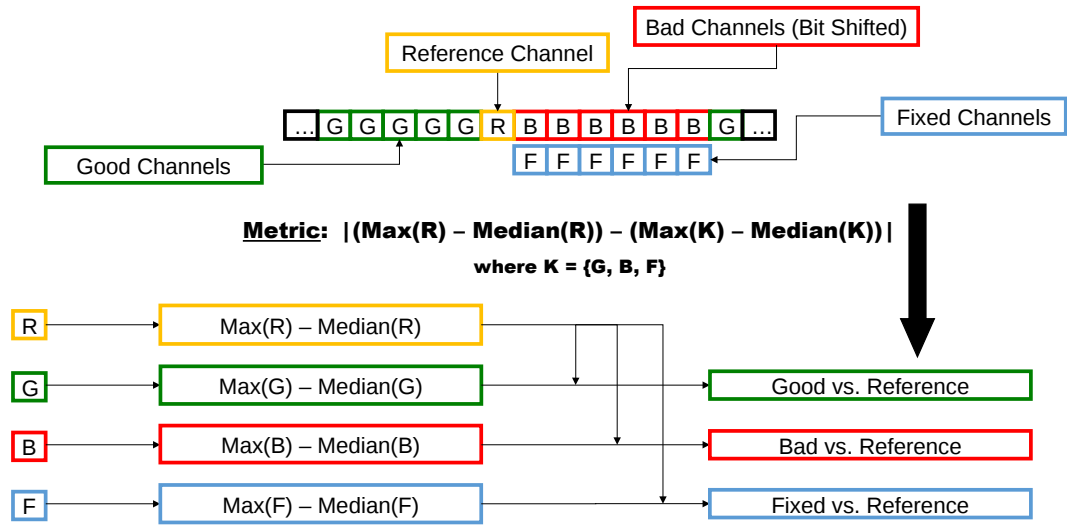 Bad Channels (Bit Shifted)
Reference Channel
Fixed Channels
... G G G G G R B B B B B B G ...
F F F F F F
Good Channels
Metric: |(Max(R) – Median(R)) – (Max(K) – Median(K))|
where K = {G, B, F}
R Max(R) – Median(R)
G Max(G) – Median(G) Good vs. Reference
B Max(B) – Median(B) Bad vs. Reference
F Max(F) – Median(F) Fixed vs. Reference